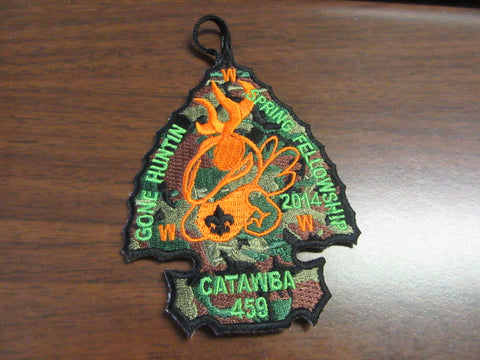 W
GONE HUNTIN
SPRING FELLOWSHIP
2014
W
W
CATAWBA
459